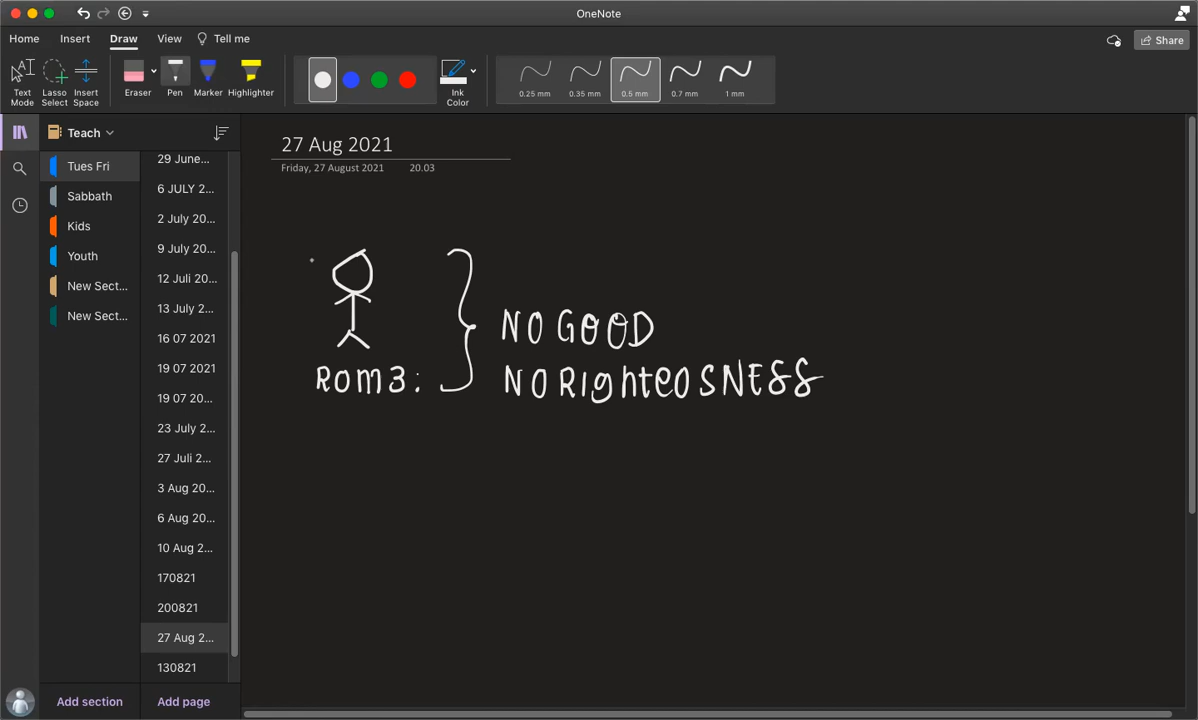 OneNote
Home Insert Draw View Tell me
Share
Text Mode
Lasso Select
Insert Space
Eraser
Pen
Marker
Highlighter
Ink Color
0.25 mm
0.35 mm
0.5 mm
0.7 mm
1 mm
Teach
Tues Fri
Sabbath
Kids
Youth
New Sect...
New Sect...
29 June...
6 JULY 2...
2 July 20...
9 July 20...
12 Juli 20...
13 July 2...
16 07 2021
19 07 2021
19 07 20...
23 July 2...
27 Juli 2...
3 Aug 20...
6 Aug 20...
10 Aug 2...
170821
200821
27 Aug 2...
130821
Add section
Add page
27 Aug 2021
Friday, 27 August 2021 20.03
NO GOOD
Rom3:
NO RighteOSNESS